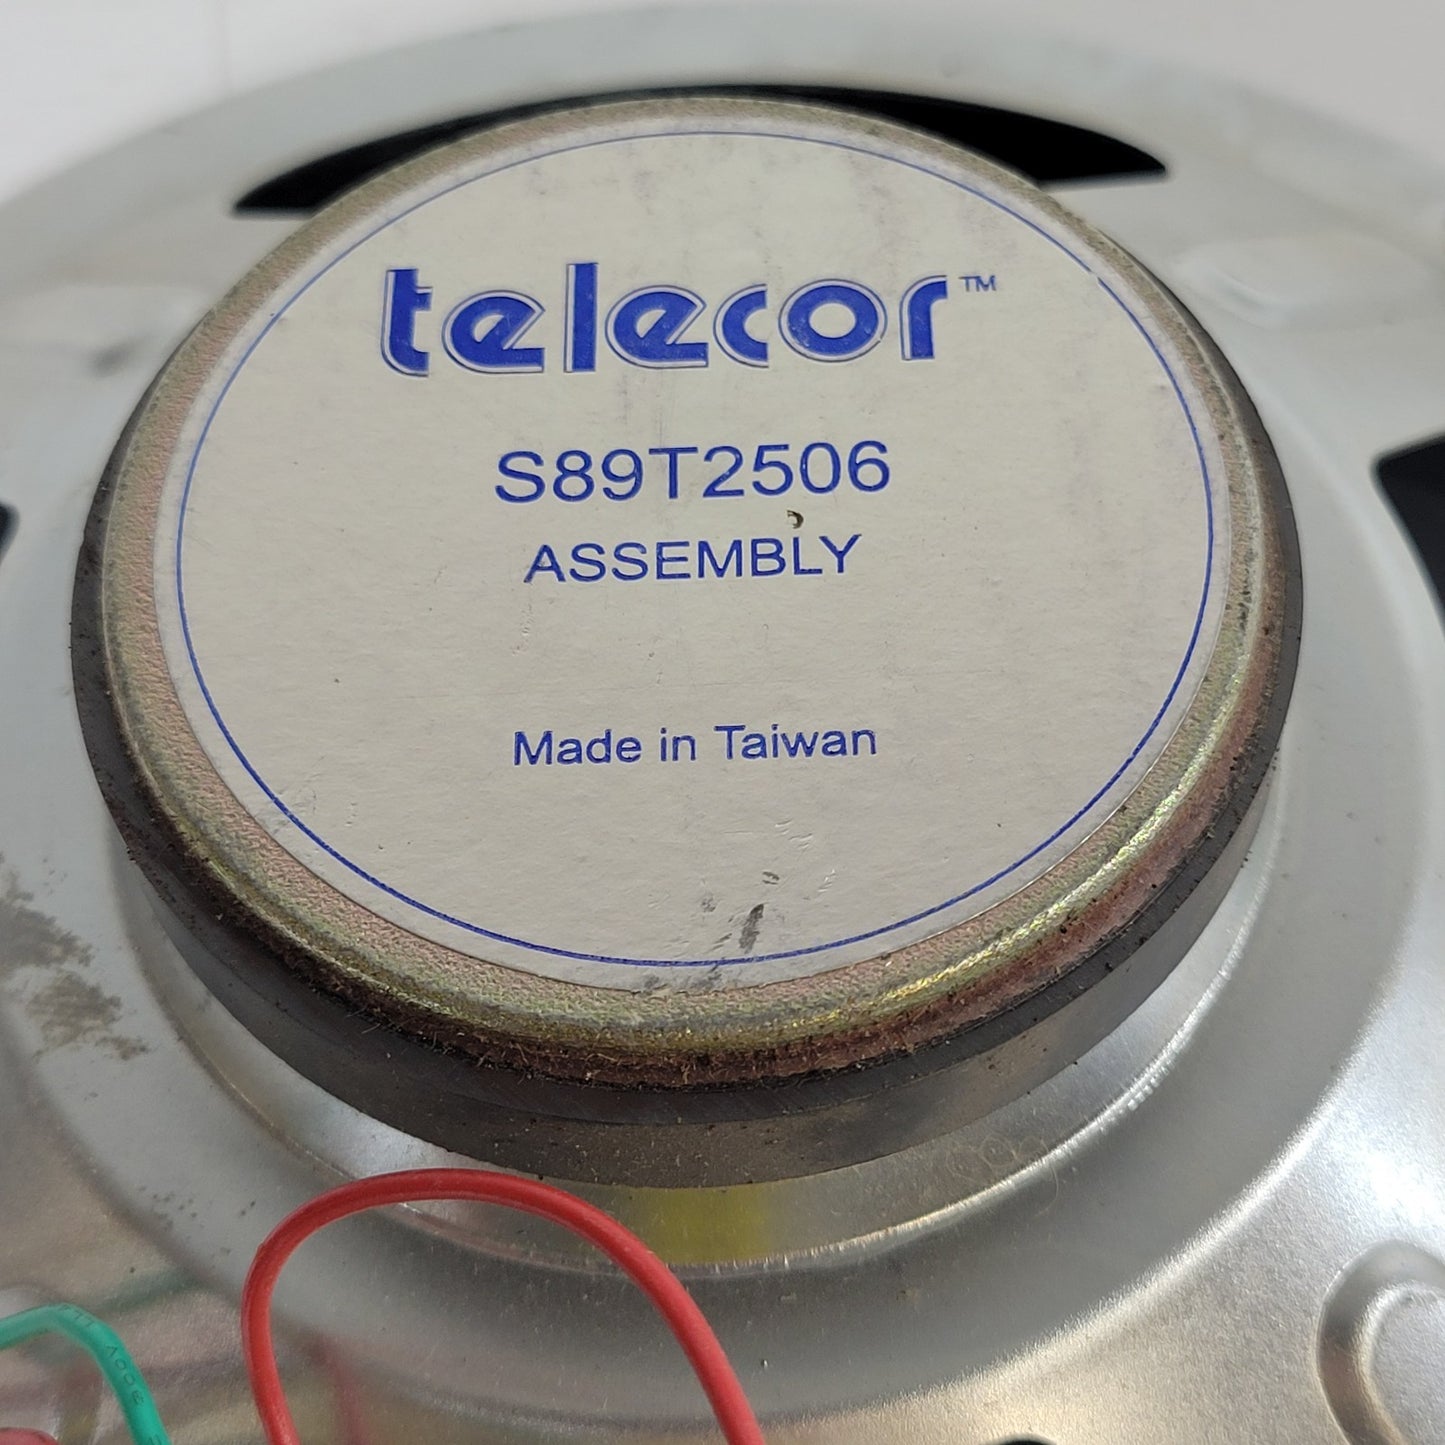 telecor™
S89T2506
ASSEMBLY
Made in Taiwan